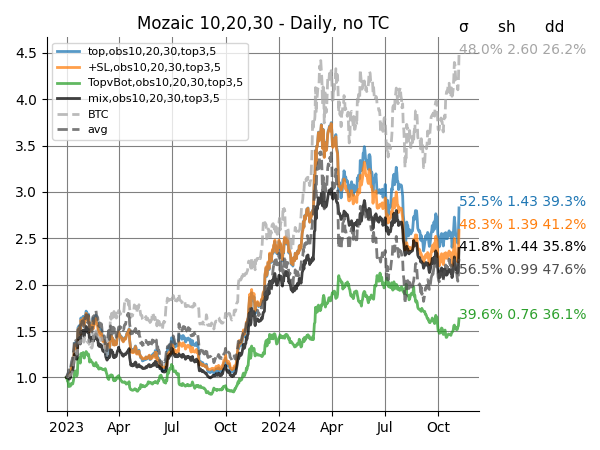 Mozaic 10,20,30 - Daily, no TC
σ sh dd
top,obs10,20,30,top3,5
+SL,obs10,20,30,top3,5
TopvBot,obs10,20,30,top3,5
mix,obs10,20,30,top3,5
BTC
avg
48.0% 2.60 26.2%
52.5% 1.43 39.3%
48.3% 1.39 41.2%
41.8% 1.44 35.8%
56.5% 0.99 47.6%
39.6% 0.76 36.1%
4.5
4.0
3.5
3.0
2.5
2.0
1.5
1.0
2023 Apr Jul Oct 2024 Apr Jul Oct